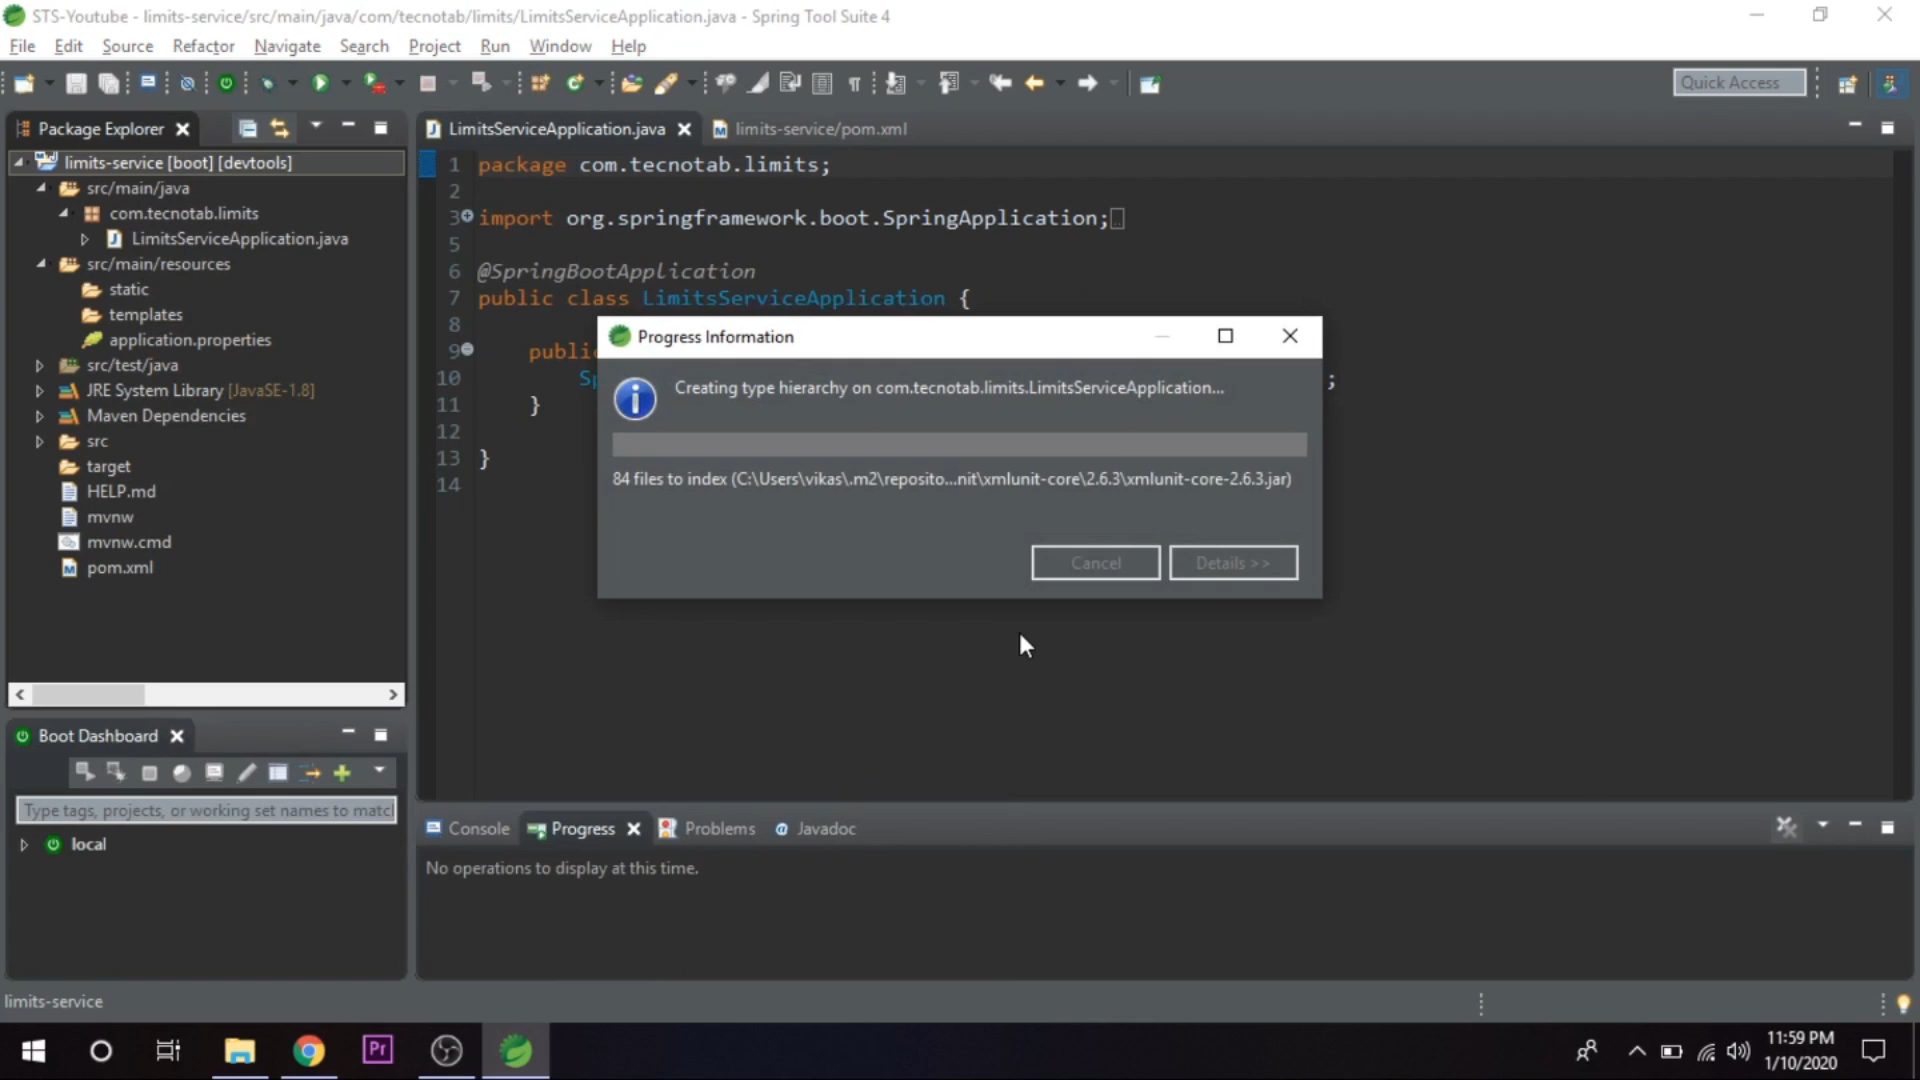 STS-Youtube - limits-service/src/main/java/com/tecnotab/limits/LimitsServiceApplication.java - Spring Tool Suite 4
File Edit Source Refactor Navigate Search Project Run Window Help
Quick Access
Package Explorer
LimitsServiceApplication.java
limits-service/pom.xml
limits-service [boot] [devtools]
src/main/java
com.tecnotab.limits
LimitsServiceApplication.java
src/main/resources
static
templates
application.properties
src/test/java
JRE System Library [JavaSE-1.8]
Maven Dependencies
src
target
HELP.md
mvnw
mvnw.cmd
pom.xml
1 package com.tecnotab.limits;
2
3 import org.springframework.boot.SpringApplication;
5
6 @SpringBootApplication
7 public class LimitsServiceApplication {
8
9 public
10 Sp ;
11 }
12
13 }
14
Progress Information
Creating type hierarchy on com.tecnotab.limits.LimitsServiceApplication...
84 files to index (C:\Users\vikas\.m2\reposito...nit\xmlunit-core\2.6.3\xmlunit-core-2.6.3.jar)
Cancel
Details >>
Boot Dashboard
Type tags, projects, or working set names to match
local
Console
Progress
Problems
Javadoc
No operations to display at this time.
limits-service
Pr
11:59 PM
1/10/2020